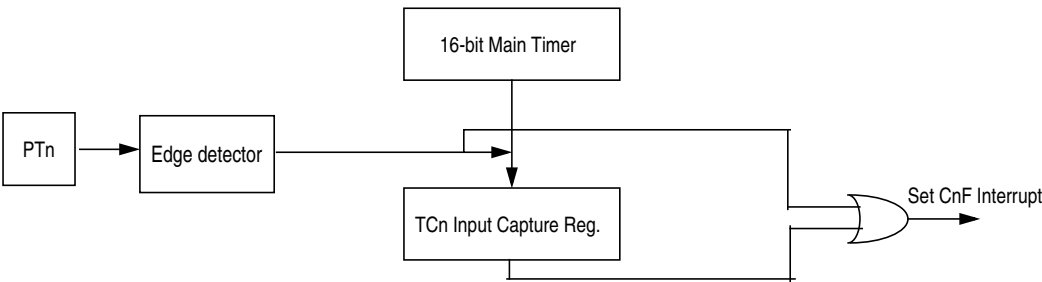 16-bit Main Timer
PTn
Edge detector
Set CnF Interrupt
TCn Input Capture Reg.